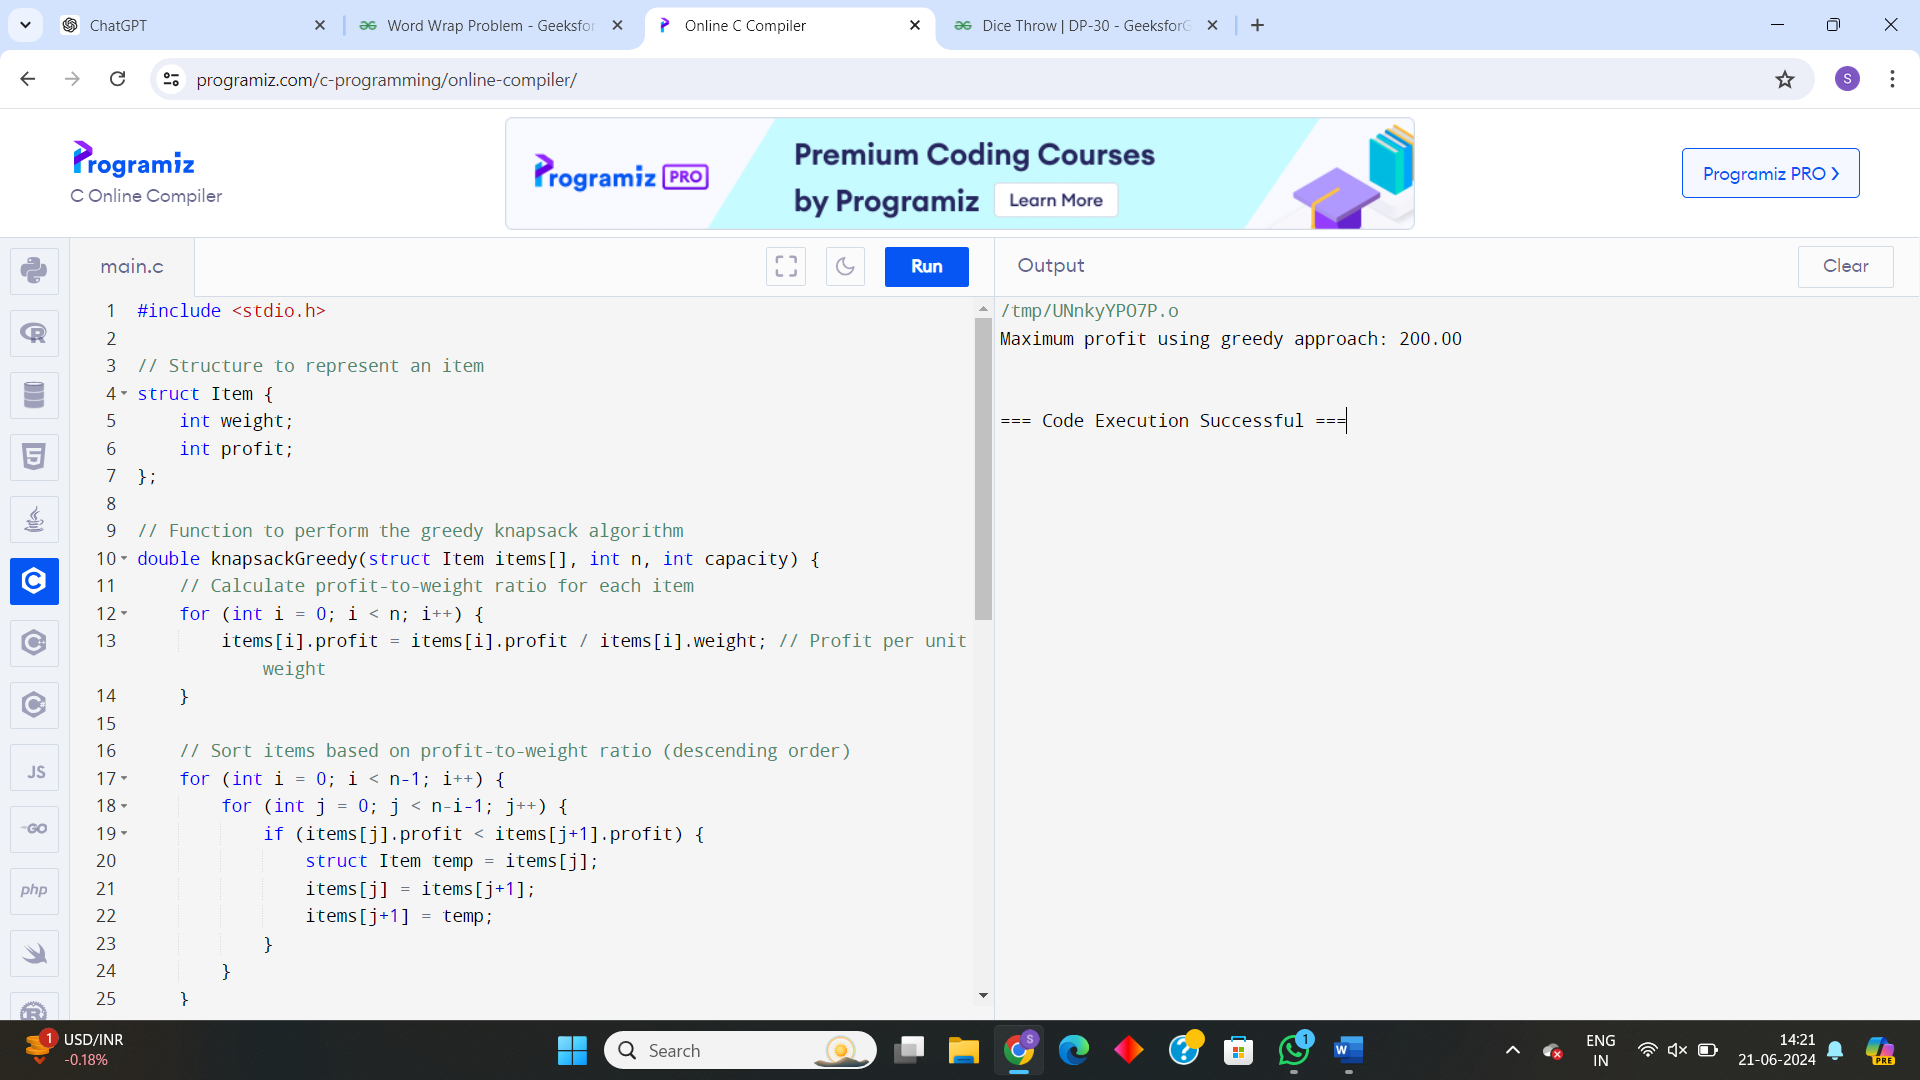 ChatGPT
Word Wrap Problem - Geeksfor
Online C Compiler
Dice Throw | DP-30 - GeeksforG
programiz.com/c-programming/online-compiler/
S
Programiz
C Online Compiler
Programiz PRO
Premium Coding Courses
by Programiz
Learn More
Programiz PRO
main.c
Run
Output
Clear
1 #include <stdio.h>
2
3 // Structure to represent an item
4 struct Item {
5 int weight;
6 int profit;
7 };
8
9 // Function to perform the greedy knapsack algorithm
10 double knapsackGreedy(struct Item items[], int n, int capacity) {
11 // Calculate profit-to-weight ratio for each item
12 for (int i = 0; i < n; i++) {
13 items[i].profit = items[i].profit / items[i].weight; // Profit per unit
weight
14 }
15
16 // Sort items based on profit-to-weight ratio (descending order)
17 for (int i = 0; i < n-1; i++) {
18 for (int j = 0; j < n-i-1; j++) {
19 if (items[j].profit < items[j+1].profit) {
20 struct Item temp = items[j];
21 items[j] = items[j+1];
22 items[j+1] = temp;
23 }
24 }
25 }
/tmp/UNnkyYPO7P.o
Maximum profit using greedy approach: 200.00
=== Code Execution Successful ===
JS
GO
php
1
USD/INR
-0.18%
Search
S
1
ENG
IN
14:21
21-06-2024
PRE